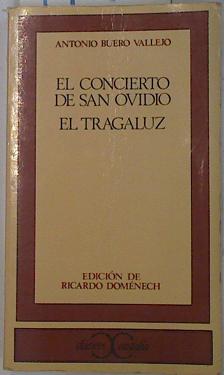 ANTONIO BUERO VALLEJO
EL CONCIERTO
DE SAN OVIDIO
EL TRAGALUZ
EDICIÓN DE
RICARDO DOMÉNECH
clásicos castalia